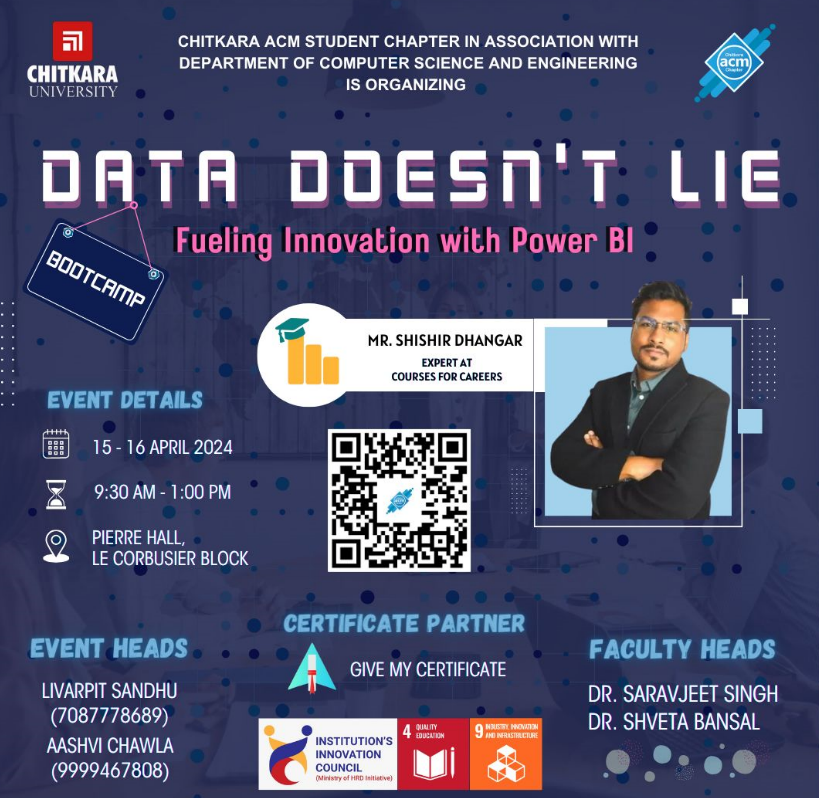 CHITKARA
UNIVERSITY
CHITKARA ACM STUDENT CHAPTER IN ASSOCIATION WITH
DEPARTMENT OF COMPUTER SCIENCE AND ENGINEERING
IS ORGANIZING
Chitkara
acm
Chapter
DATA DOESN'T LIE
Fueling Innovation with Power BI
BOOTCAMP
MR. SHISHIR DHANGAR
EXPERT AT
COURSES FOR CAREERS
EVENT DETAILS
15 - 16 APRIL 2024
9:30 AM - 1:00 PM
PIERRE HALL,
LE CORBUSIER BLOCK
acm
EVENT HEADS
LIVARPIT SANDHU
(7087778689)
AASHVI CHAWLA
(9999467808)
CERTIFICATE PARTNER
GIVE MY CERTIFICATE
INSTITUTION'S
INNOVATION
COUNCIL
(Ministry of HRD Initiative)
4 QUALITY
EDUCATION
9 INDUSTRY, INNOVATION
AND INFRASTRUCTURE
FACULTY HEADS
DR. SARAVJEET SINGH
DR. SHVETA BANSAL